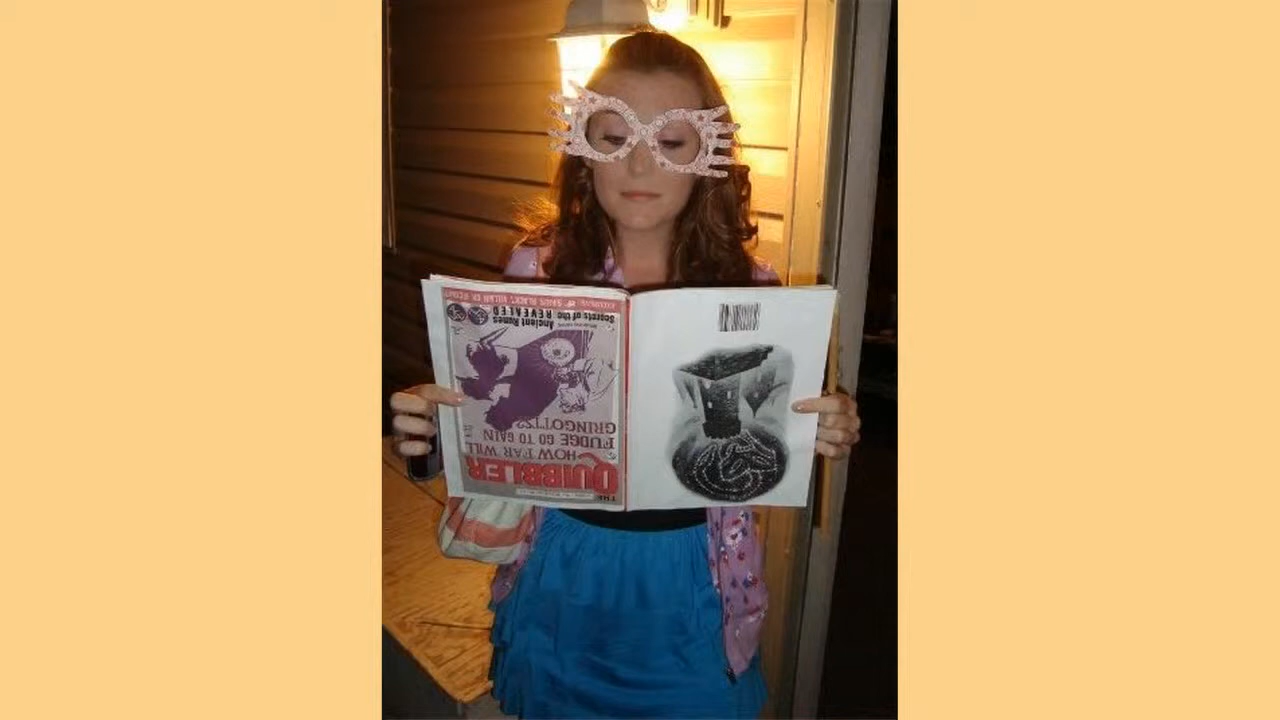 THE
QUIBBLER
HOW FAR WILL
FUDGE GO TO GAIN
GRINGOTTS?
Secrets of the Ancient Runes
REVEALED
SIRIUS BLACK: VILLAIN OR VICTIM?